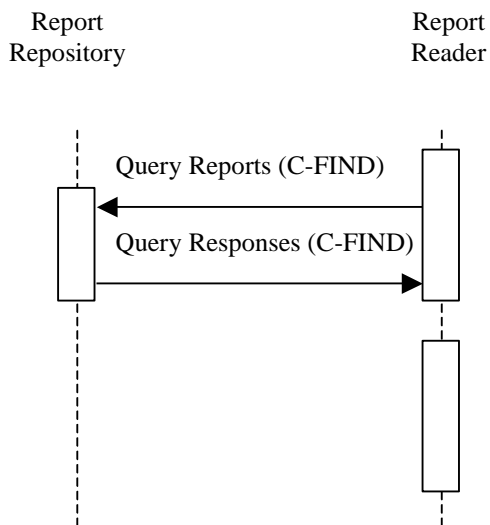 Report
Repository
Report
Reader
Query Reports (C-FIND)
Query Responses (C-FIND)